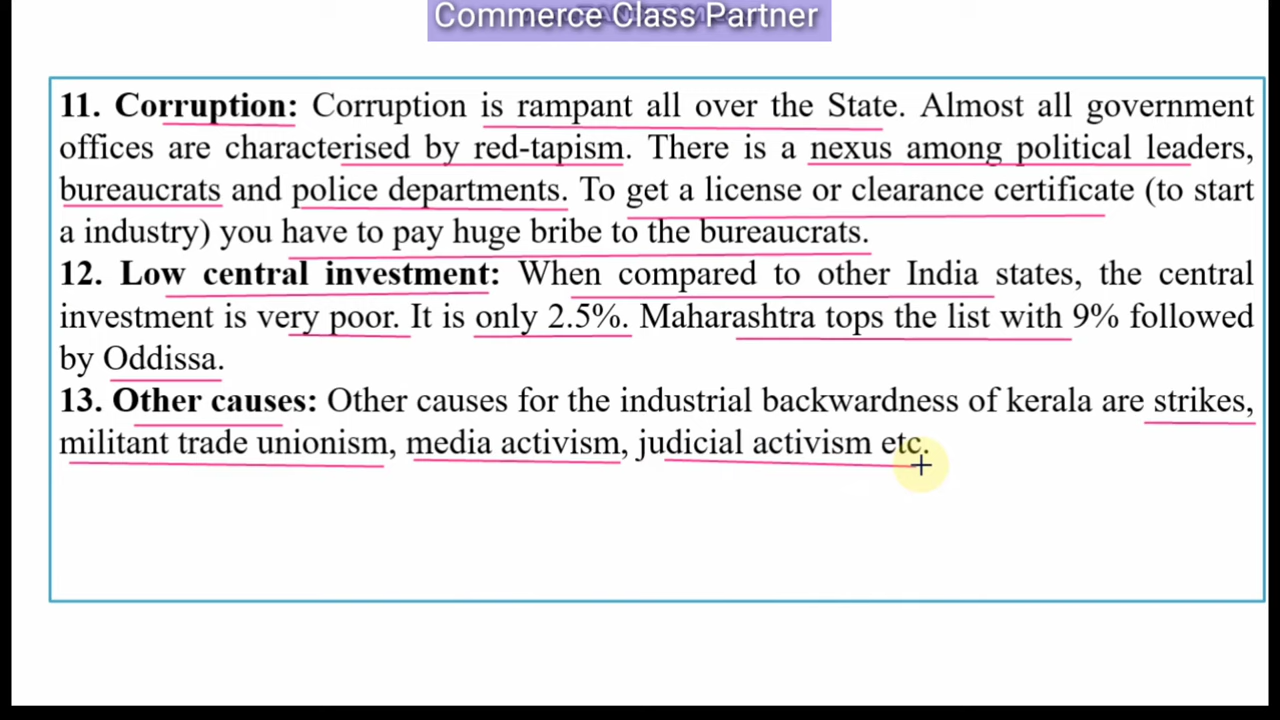 Commerce Class Partner
11. Corruption: Corruption is rampant all over the State. Almost all government
offices are characterised by red-tapism. There is a nexus among political leaders,
bureaucrats and police departments. To get a license or clearance certificate (to start
a industry) you have to pay huge bribe to the bureaucrats.
12. Low central investment: When compared to other India states, the central
investment is very poor. It is only 2.5%. Maharashtra tops the list with 9% followed
by Oddissa.
13. Other causes: Other causes for the industrial backwardness of kerala are strikes,
militant trade unionism, media activism, judicial activism etc.